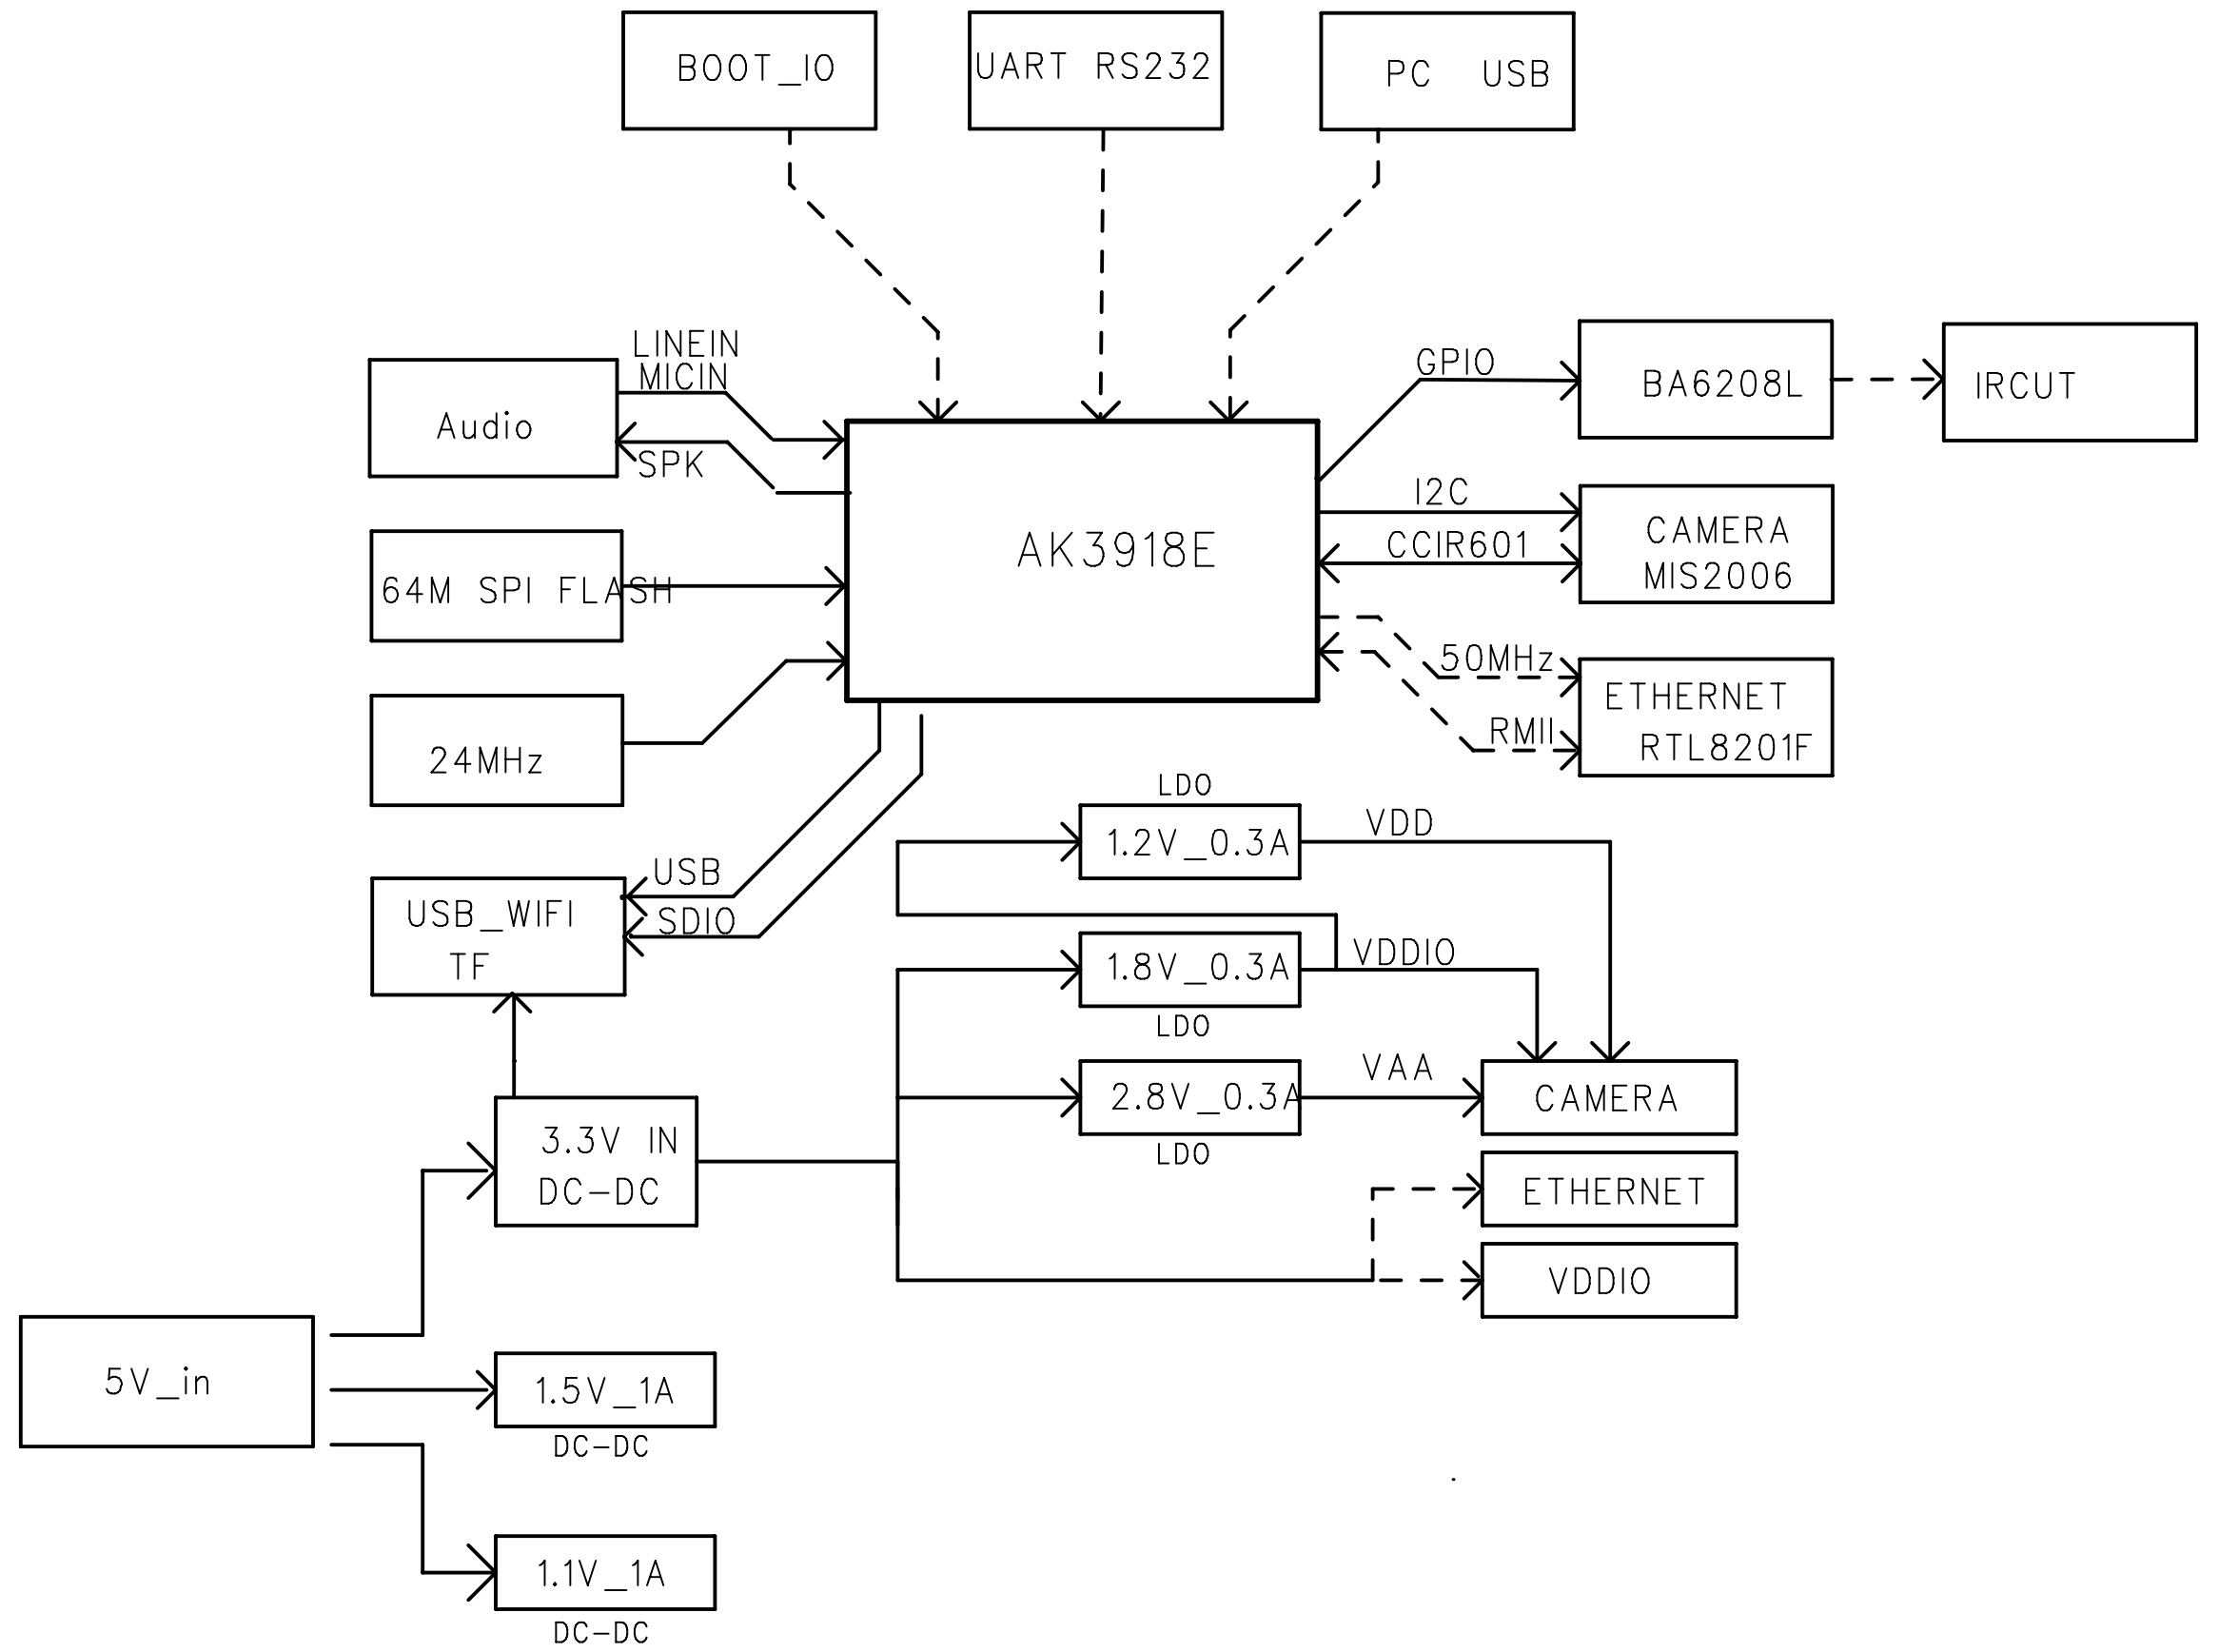 BOOT_IO
UART RS232
PC USB
LINEIN
MICIN
Audio
SPK
GPIO
BA6208L
IRCUT
I2C
CCIR601
CAMERA
MIS2006
AK3918E
64M SPI FLASH
24MHz
50MHz
RMII
ETHERNET
RTL8201F
LDO
1.2V_0.3A
VDD
USB
SDIO
USB_WIFI
TF
1.8V_0.3A
VDDIO
LDO
2.8V_0.3A
VAA
LDO
CAMERA
3.3V IN
DC-DC
ETHERNET
VDDIO
5V_in
1.5V_1A
DC-DC
1.1V_1A
DC-DC